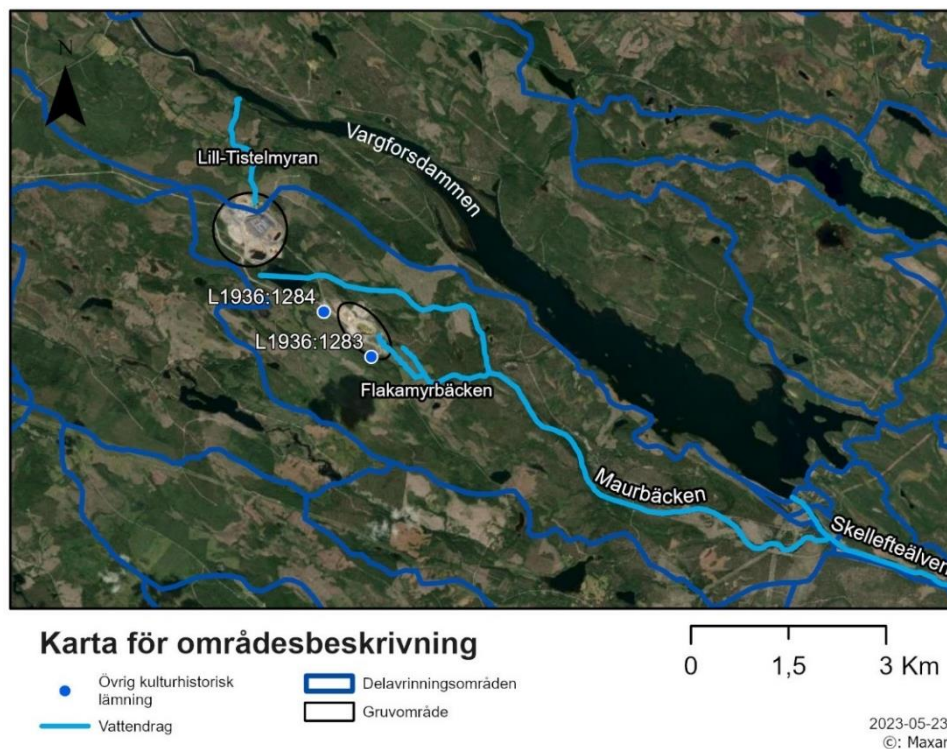 N
Vargforsdammen
Lill-Tistelmyran
L1936:1284
L1936:1283
Flakamyrbäcken
Maurbäcken
Skellefteälven
Karta för områdesbeskrivning
Övrig kulturhistorisk
lämning
Vattendrag
Delavrinningsområden
Gruvområde
0 1,5 3 Km
2023-05-23
©: Maxar